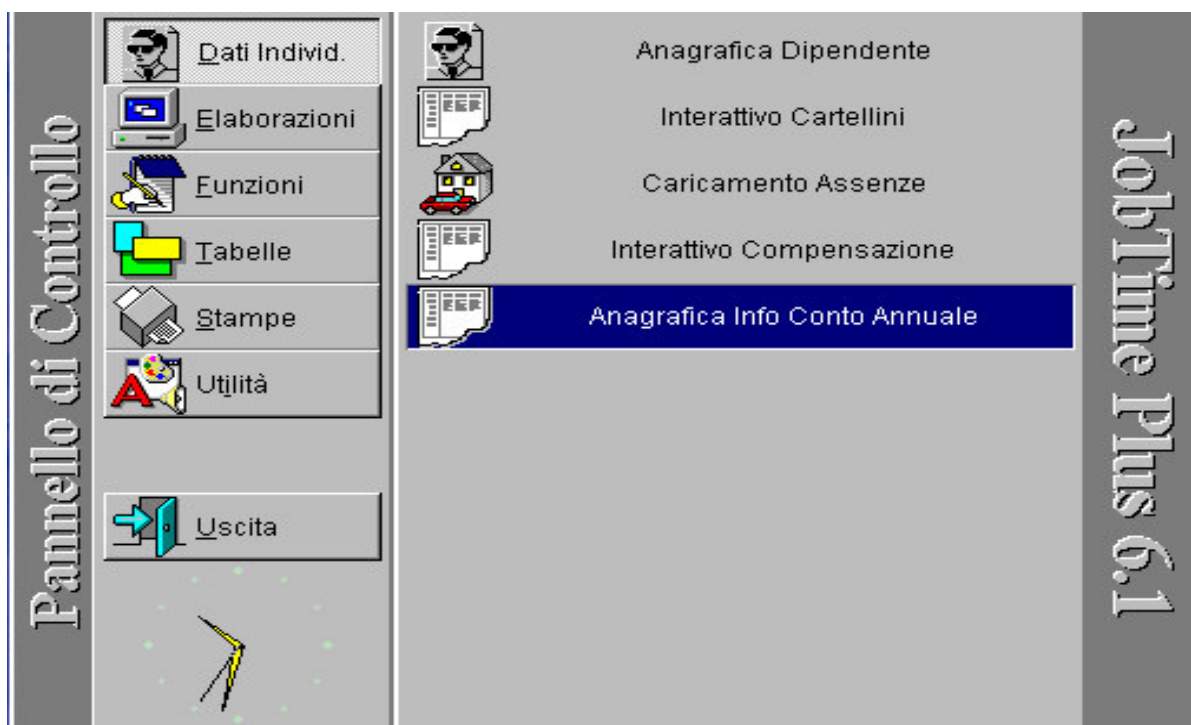 Pannello di Controllo
Dati Individ.
Elaborazioni
Funzioni
Tabelle
Stampe
Utilità
Uscita
Anagrafica Dipendente
Interattivo Cartellini
Caricamento Assenze
Interattivo Compensazione
Anagrafica Info Conto Annuale
JobTime Plus 6.1